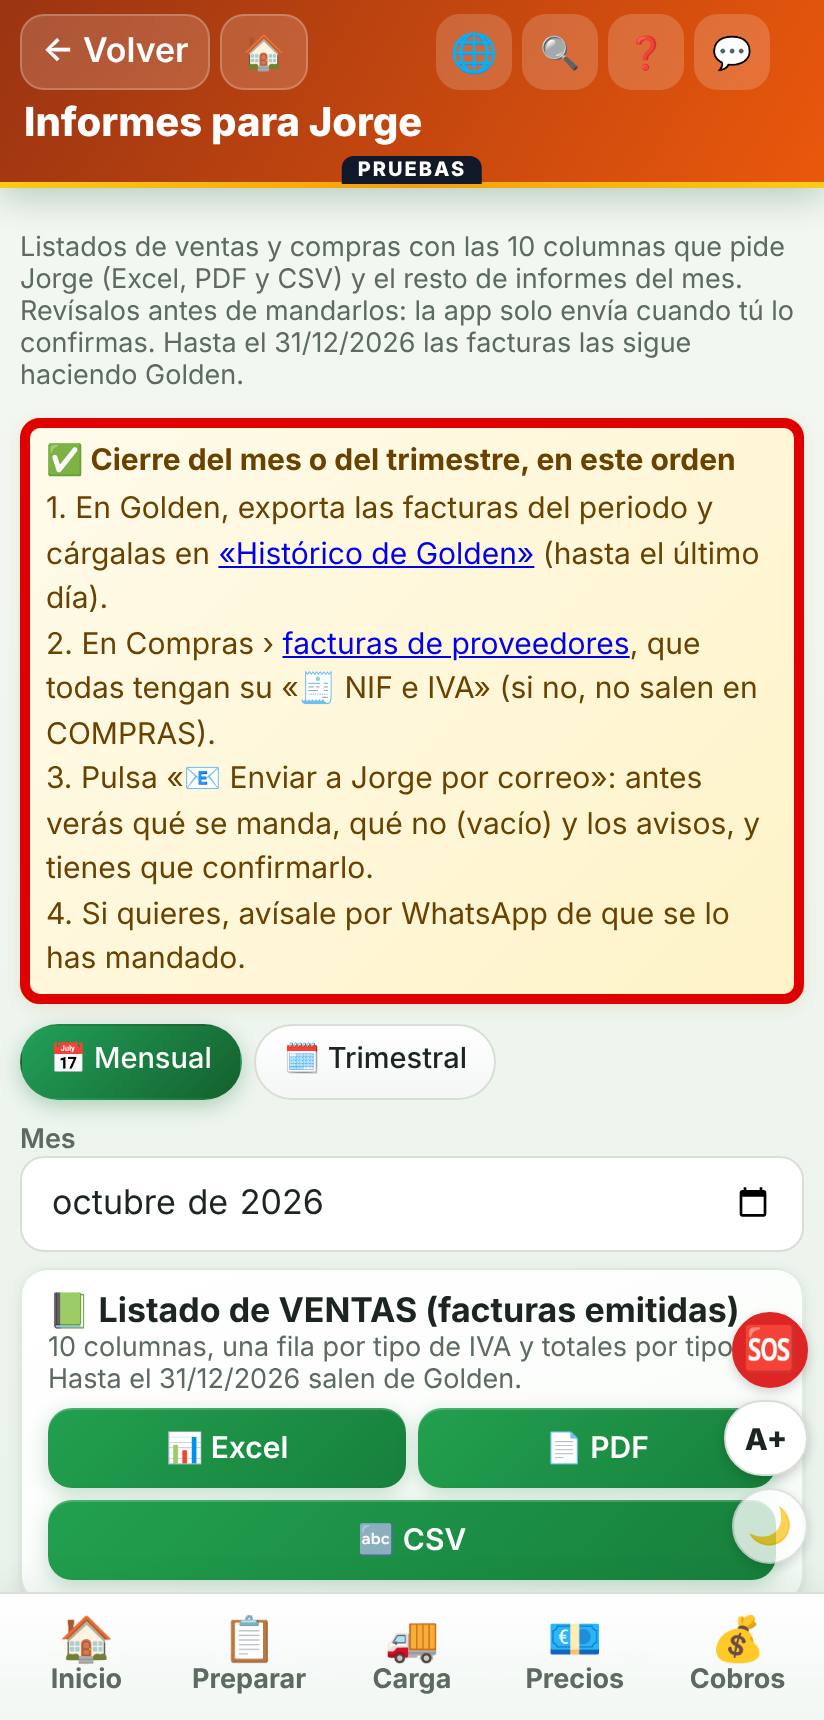 ← Volver
Informes para Jorge
PRUEBAS
Listados de ventas y compras con las 10 columnas que pide
Jorge (Excel, PDF y CSV) y el resto de informes del mes.
Revísalos antes de mandarlos: la app solo envía cuando tú lo
confirmas. Hasta el 31/12/2026 las facturas las sigue
haciendo Golden.
✅ Cierre del mes o del trimestre, en este orden
1. En Golden, exporta las facturas del periodo y
cárgalas en «Histórico de Golden» (hasta el último
día).
2. En Compras › facturas de proveedores, que
todas tengan su «🧾 NIF e IVA» (si no, no salen en
COMPRAS).
3. Pulsa «📧 Enviar a Jorge por correo»: antes
verás qué se manda, qué no (vacío) y los avisos, y
tienes que confirmarlo.
4. Si quieres, avísale por WhatsApp de que se lo
has mandado.
📅 Mensual
🗓️ Trimestral
Mes
octubre de 2026
📗 Listado de VENTAS (facturas emitidas)
10 columnas, una fila por tipo de IVA y totales por tipo
Hasta el 31/12/2026 salen de Golden.
SOS
📊 Excel
📄 PDF
A+
🔤 CSV
Inicio
Preparar
Carga
Precios
Cobros